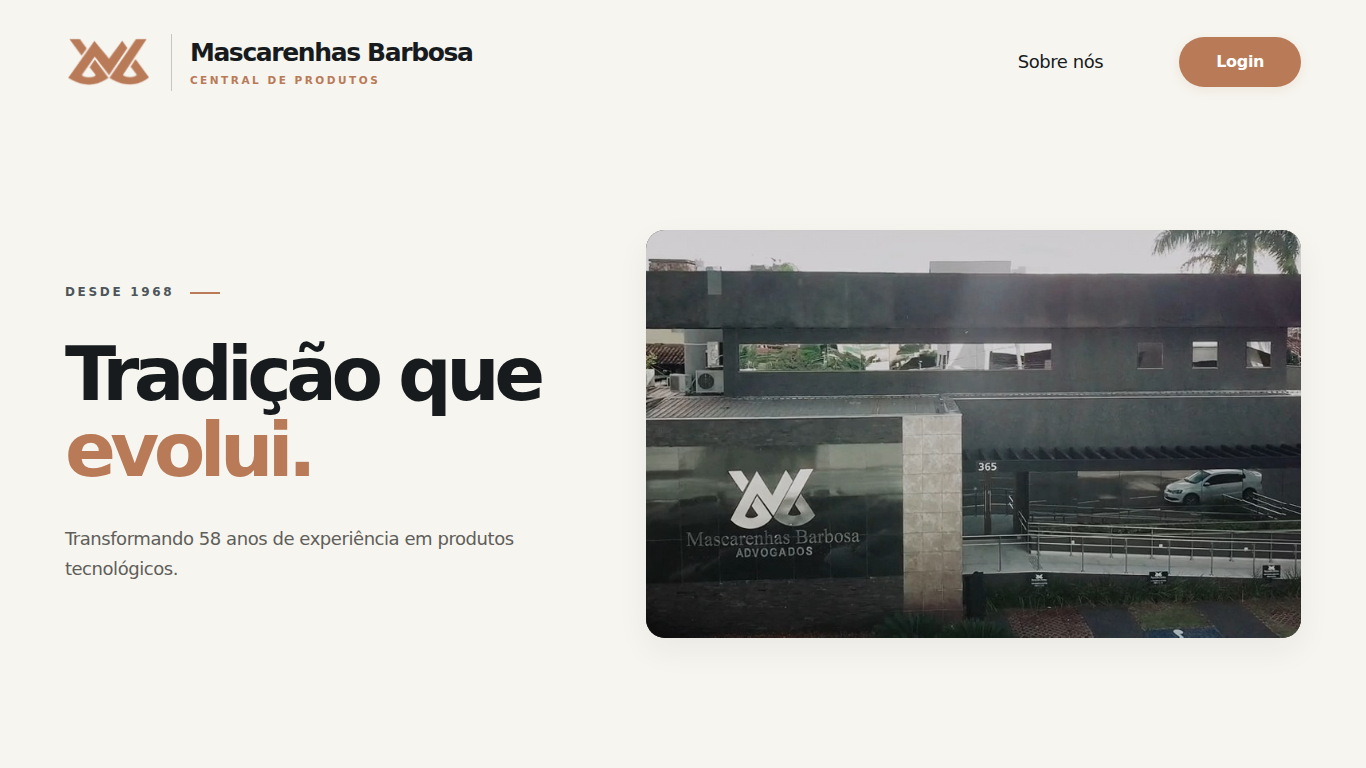 Mascarenhas Barbosa
CENTRAL DE PRODUTOS
Sobre nós
Login
DESDE 1968
Tradição que
evolui.
Transformando 58 anos de experiência em produtos
tecnológicos.
365
Mascarenhas Barbosa
ADVOGADOS